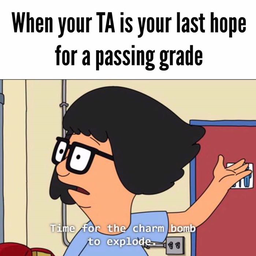 When your TA is your last hope
for a passing grade
Time for the charm bomb
to explode.